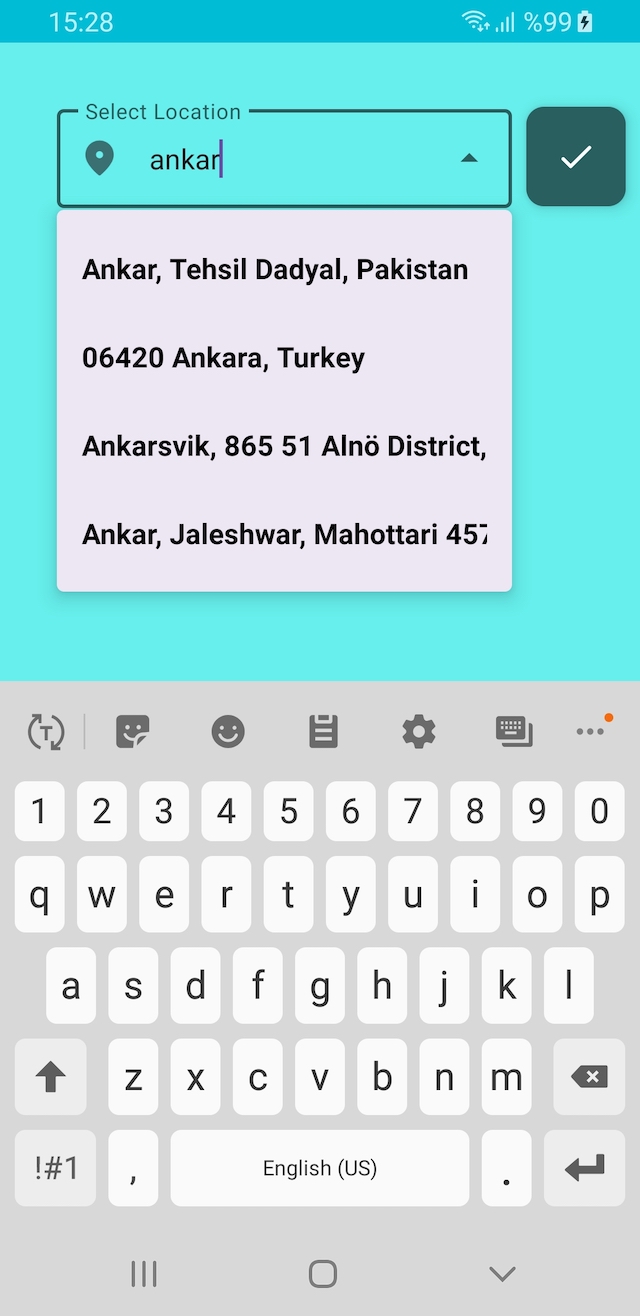 15:28 %99
Select Location
ankar
Ankar, Tehsil Dadyal, Pakistan
06420 Ankara, Turkey
Ankarsvik, 865 51 Alnö District,
Ankar, Jaleshwar, Mahottari 457
T
1 2 3 4 5 6 7 8 9 0
q w e r t y u i o p
a s d f g h j k l
z x c v b n m
!#1 , English (US) .